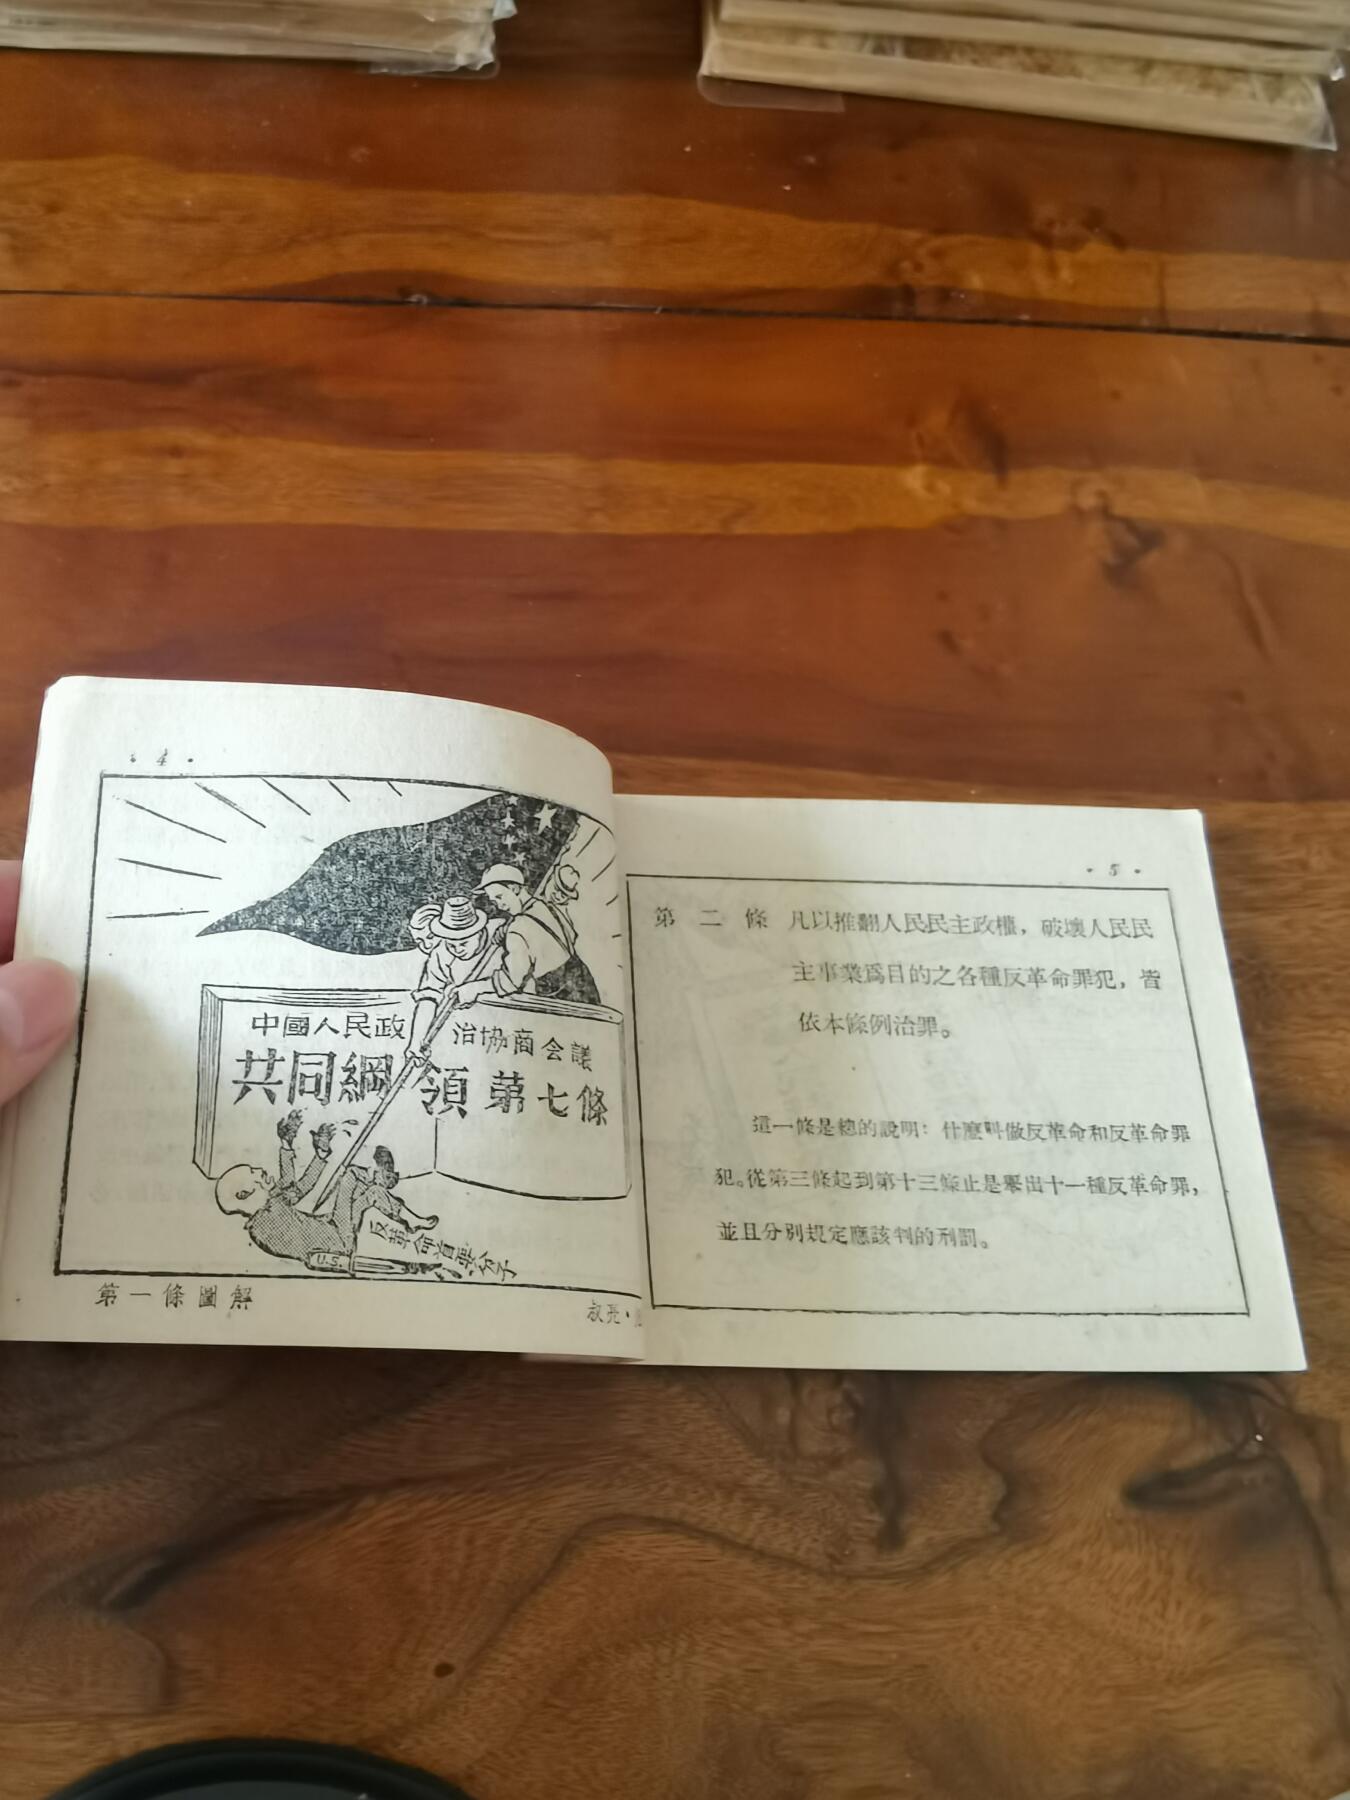 • 4 •
中國人民政治協商会議
共同綱領第七條
反革命首要分子
U.S.
第一條圖解
叔亮·
• 5 •
第二條 凡以推翻人民民主政權，破壞人民民
主事業爲目的之各種反革命罪犯，皆
依本條例治罪。
這一條是總的說明：什麽叫做反革命和反革命罪
犯。從第三條起到第十三條止是舉出十一種反革命罪，
並且分別規定應該判的刑罰。